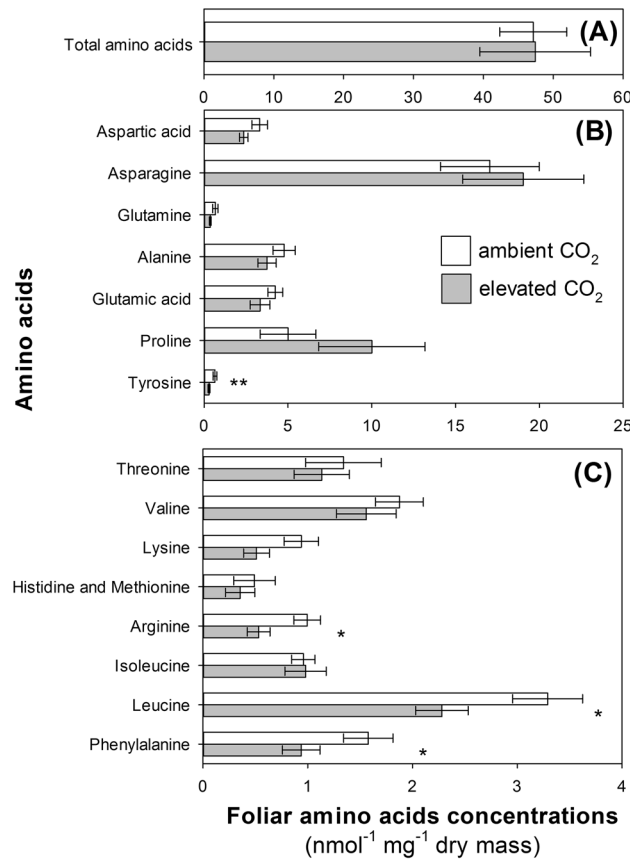 (A)
Total amino acids
0 10 20 30 40 50 60
(B)
Aspartic acid
Asparagine
Glutamine
Alanine
Glutamic acid
Proline
Tyrosine
**
ambient CO₂
elevated CO₂
0 5 10 15 20 25
Amino acids
(C)
Threonine
Valine
Lysine
Histidine and Methionine
Arginine
*
Isoleucine
Leucine
*
Phenylalanine
*
0 1 2 3 4
Foliar amino acids concentrations
(nmol⁻¹ mg⁻¹ dry mass)